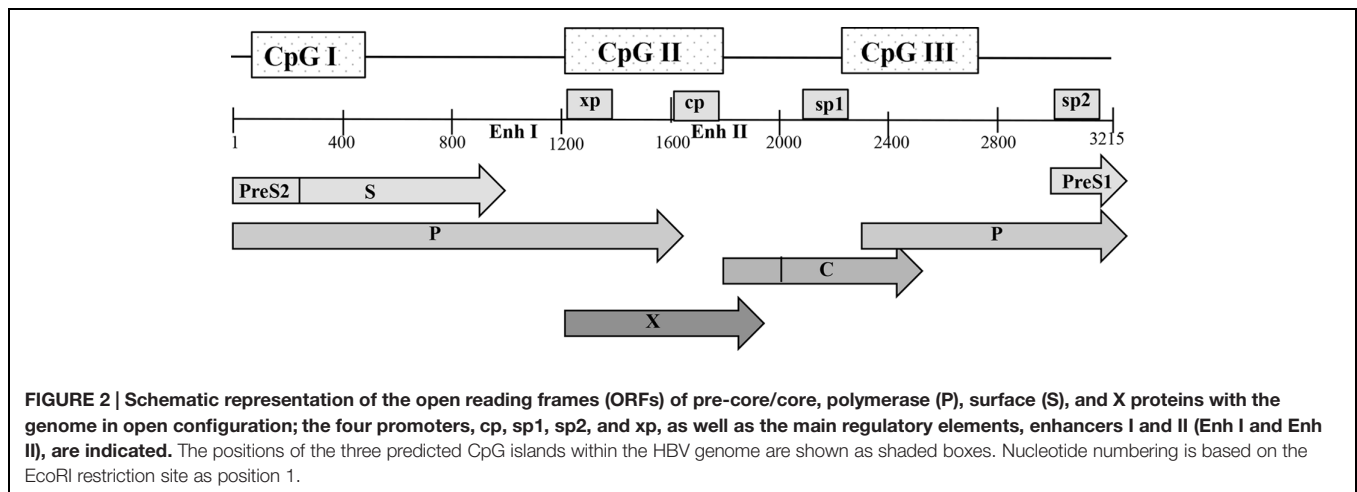 CpG I CpG II CpG III
xp cp sp1 sp2
Enh I Enh II
1 400 800 1200 1600 2000 2400 2800 3215
PreS2 S PreS1
P P
C
X
FIGURE 2 | Schematic representation of the open reading frames (ORFs) of pre-core/core, polymerase (P), surface (S), and X proteins with the
genome in open configuration; the four promoters, cp, sp1, sp2, and xp, as well as the main regulatory elements, enhancers I and II (Enh I and Enh
II), are indicated. The positions of the three predicted CpG islands within the HBV genome are shown as shaded boxes. Nucleotide numbering is based on the
EcoRI restriction site as position 1.